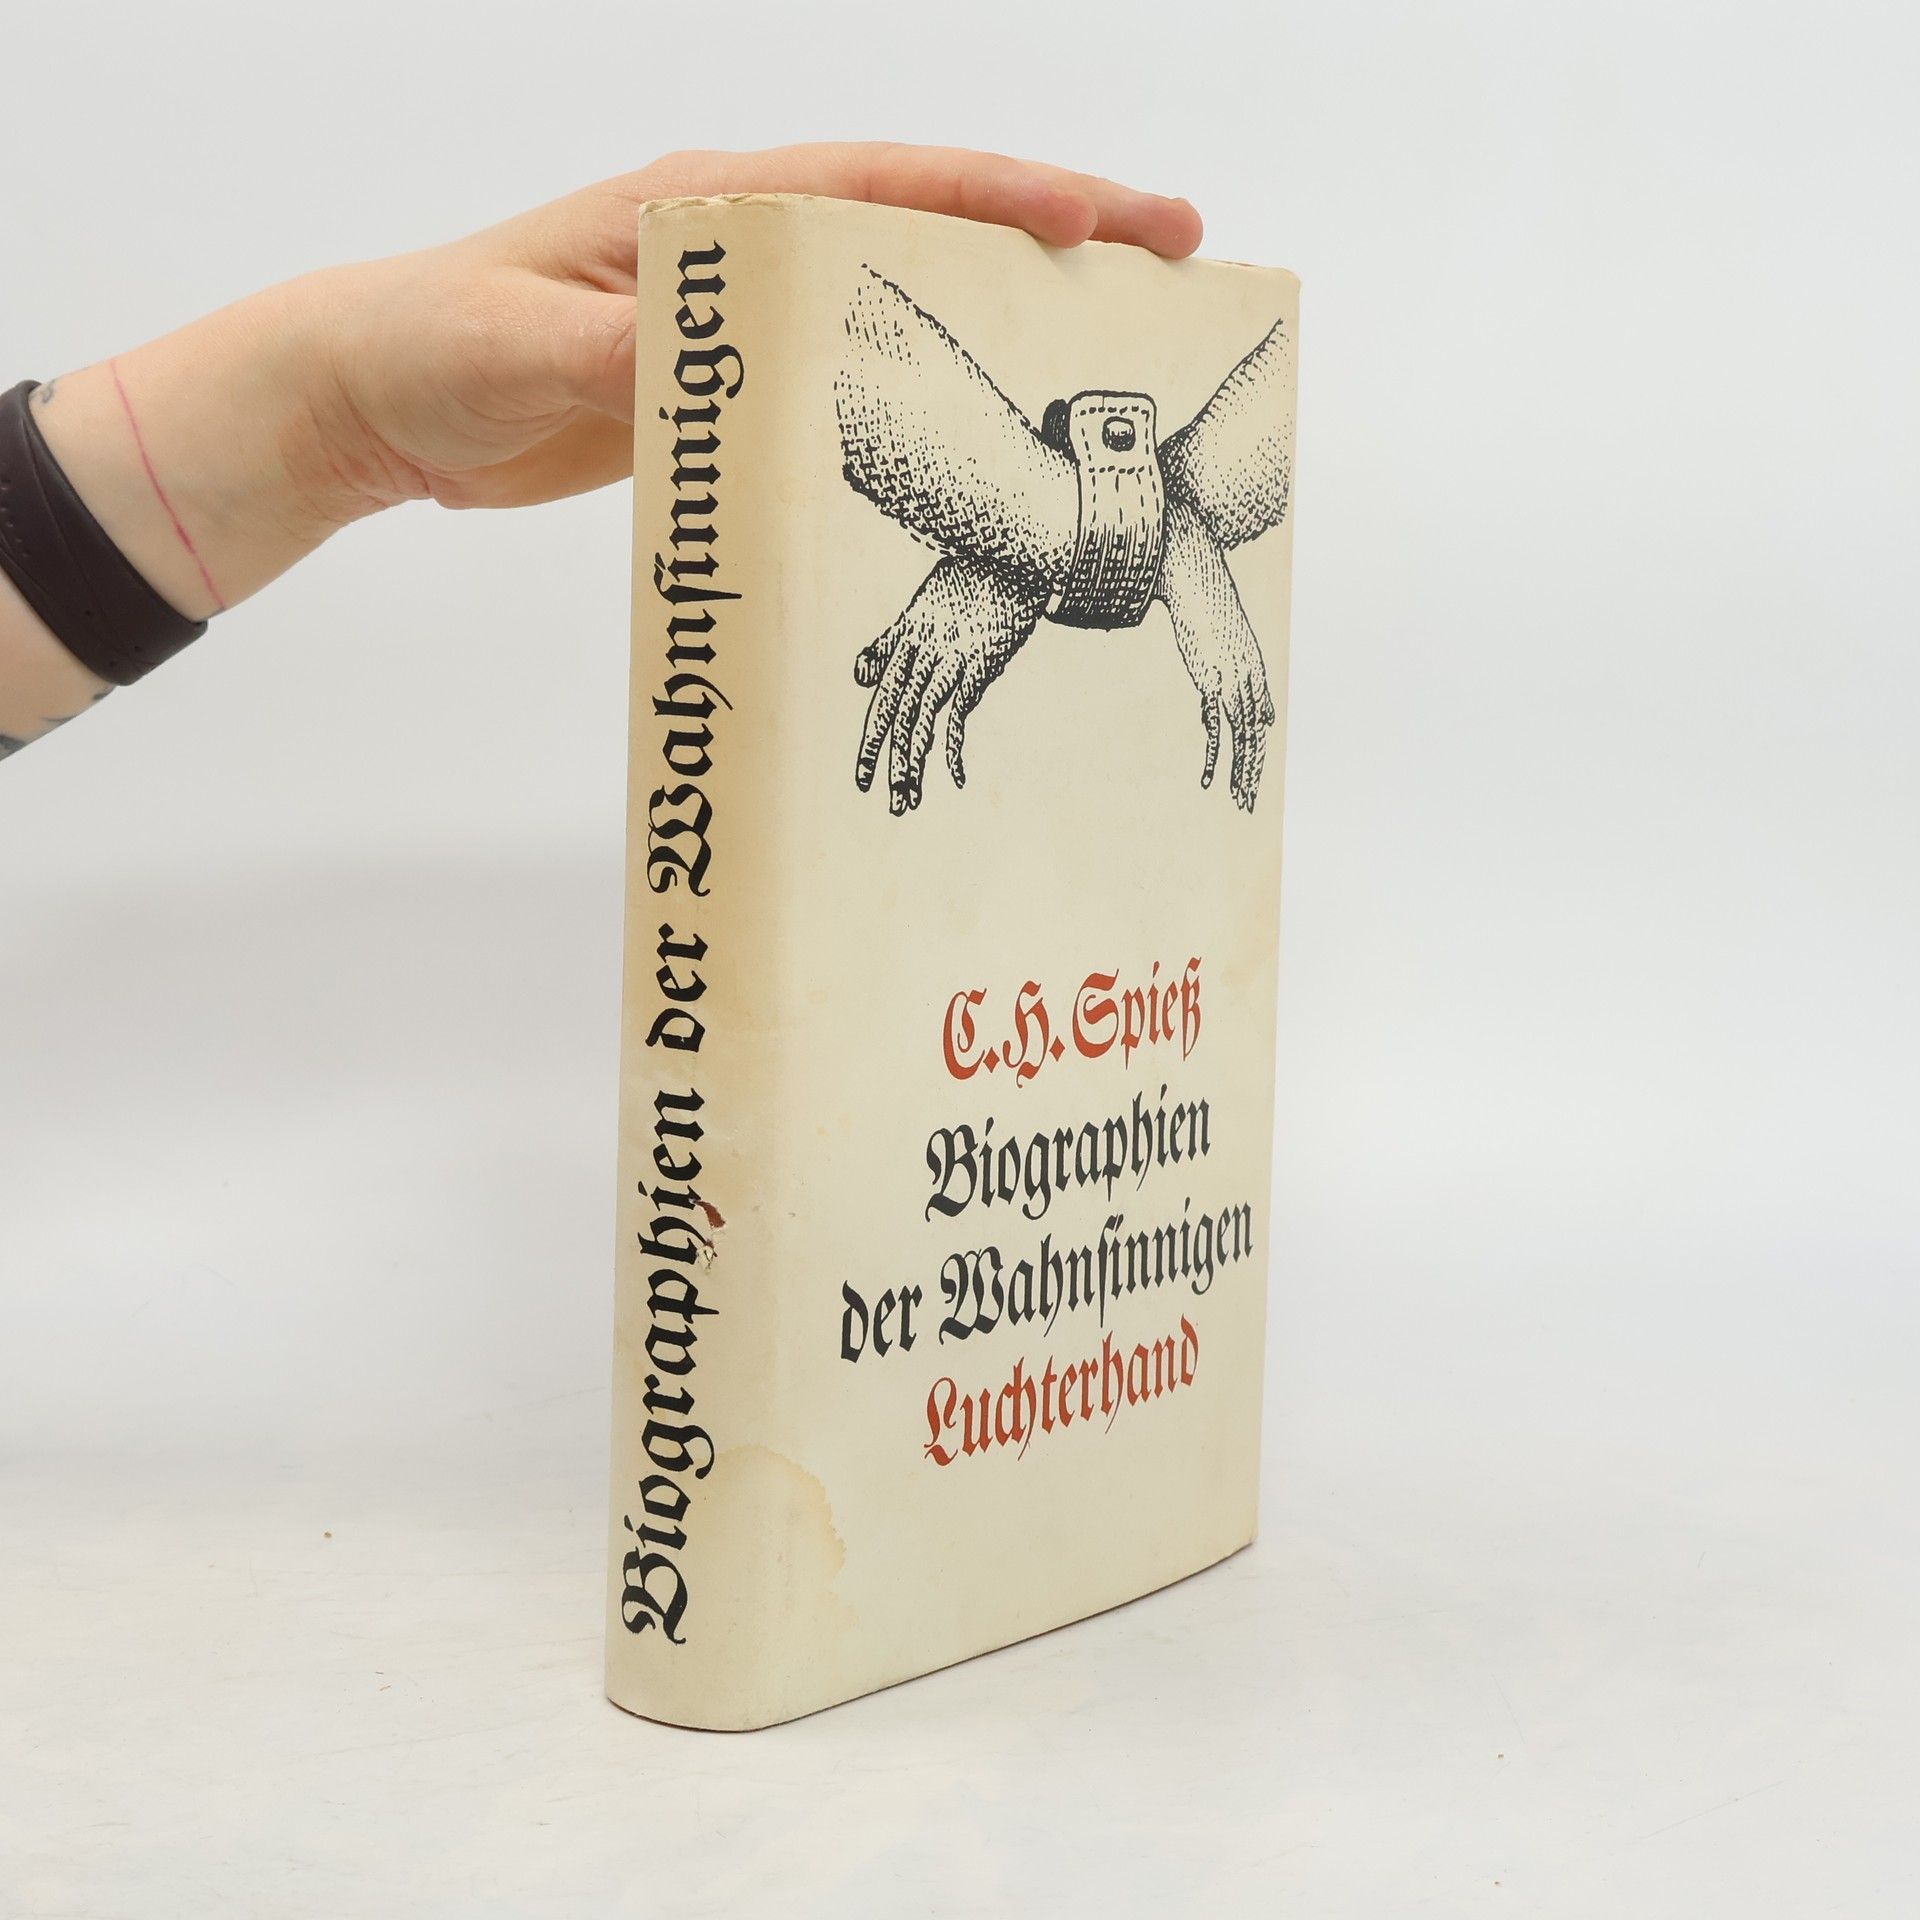 Biographien der Wahnſinnigen
C. H. Spieß
Biographien
der Wahnſinnigen
Luchterhand